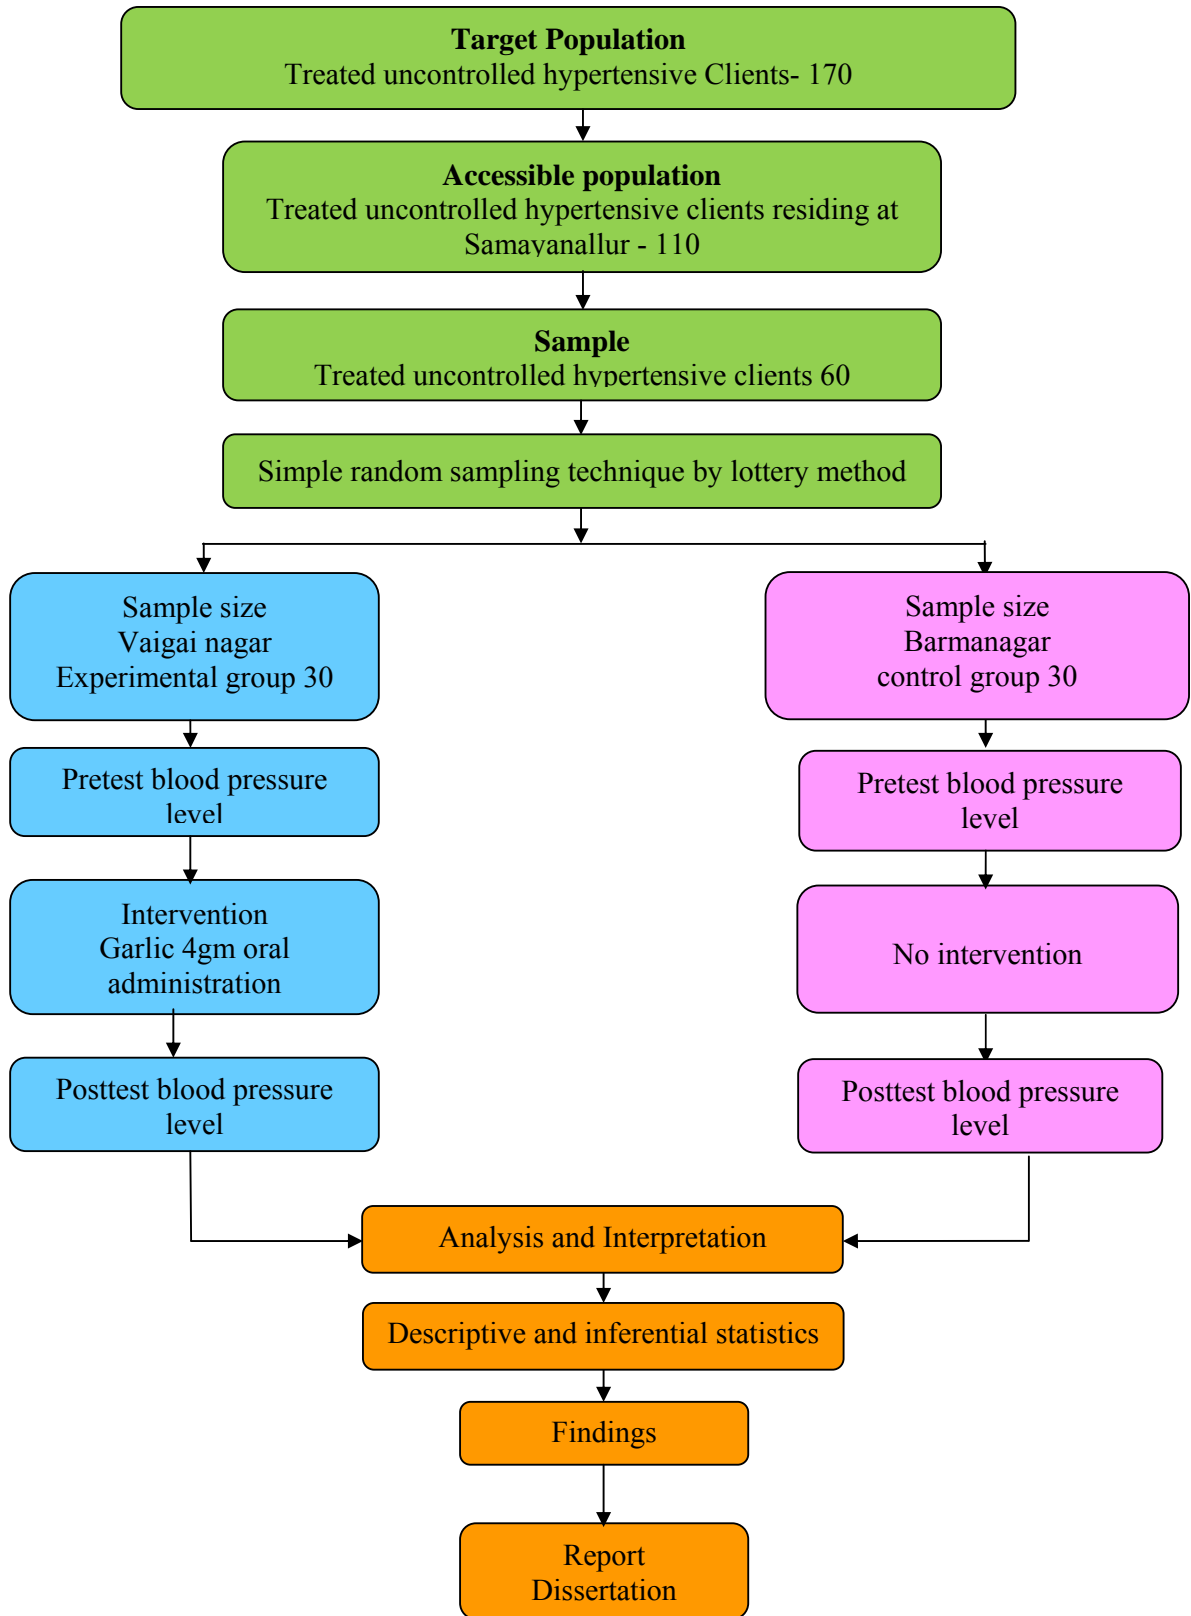 Target Population
Treated uncontrolled hypertensive Clients- 170
Accessible population
Treated uncontrolled hypertensive clients residing at
Samayanallur - 110
Sample
Treated uncontrolled hypertensive clients 60
Simple random sampling technique by lottery method
Sample size
Vaigai nagar
Experimental group 30
Sample size
Barmanagar
control group 30
Pretest blood pressure
level
Pretest blood pressure
level
Intervention
Garlic 4gm oral
administration
No intervention
Posttest blood pressure
level
Posttest blood pressure
level
Analysis and Interpretation
Descriptive and inferential statistics
Findings
Report
Dissertation